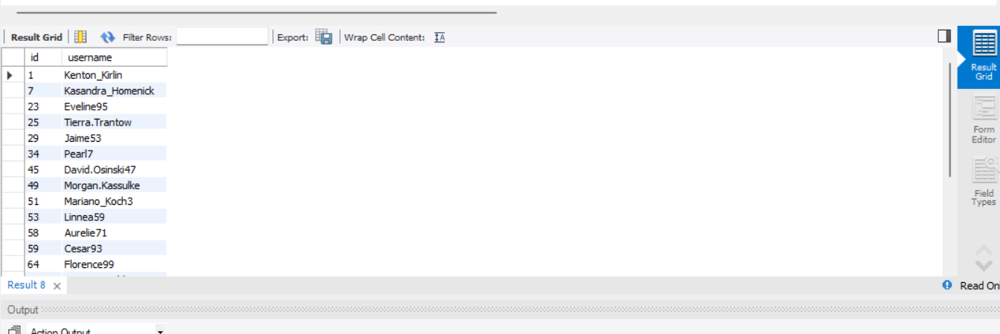 Result Grid Filter Rows: Export: Wrap Cell Content: IA
id username
1 Kenton_Kirlin
7 Kasandra_Homenick
23 Eveline95
25 Tierra.Trantow
29 Jaime53
34 Pearl7
45 David.Osinski47
49 Morgan.Kassulke
51 Mariano_Koch3
53 Linnea59
58 Aurelie71
59 Cesar93
64 Florence99
Result
Grid
Form
Editor
Field
Types
Result 8 × Read On
Output
Action Output